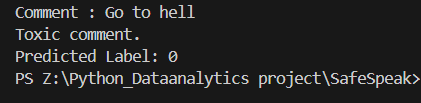 Comment : Go to hell
Toxic comment.
Predicted Label: 0
PS Z:\Python_Dataanalytics project\SafeSpeak>